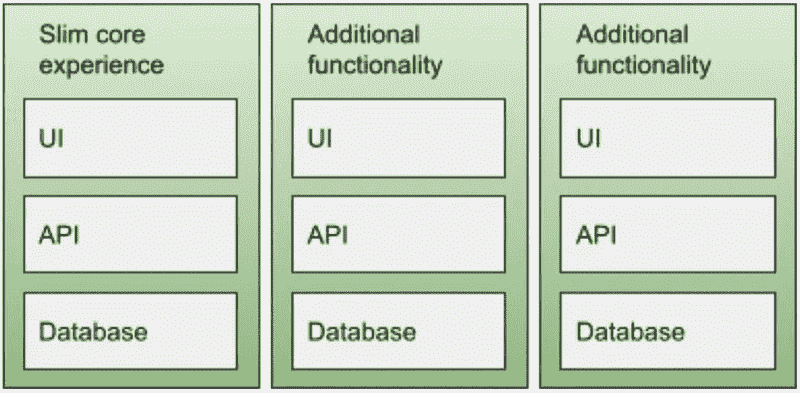 Slim core
experience
UI
API
Database
Additional
functionality
UI
API
Database
Additional
functionality
UI
API
Database